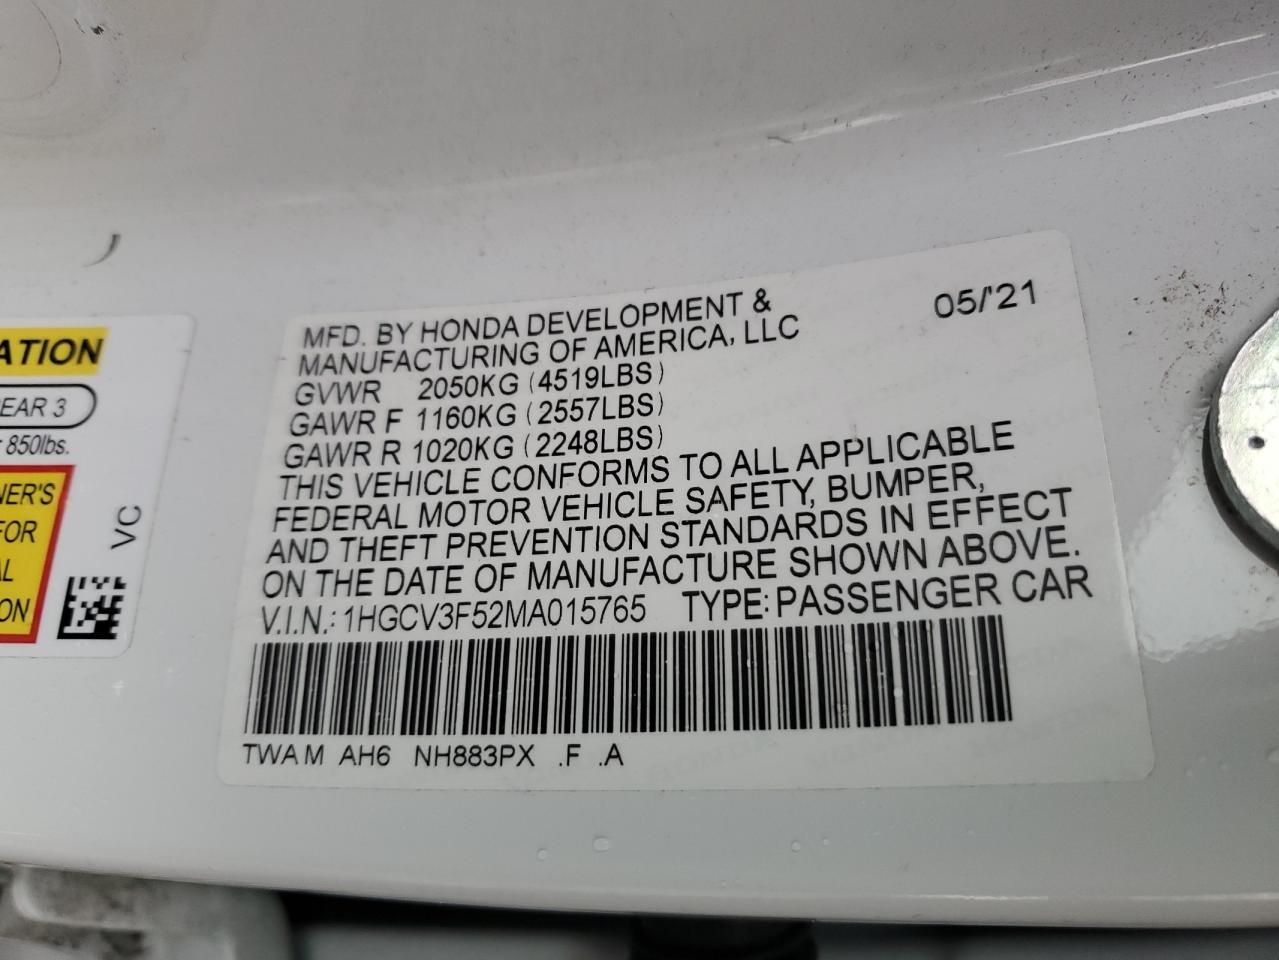 ATION
EAR 3
850lbs.
NER'S
FOR
AL
ON
VC
05/'21
MFD. BY HONDA DEVELOPMENT &
MANUFACTURING OF AMERICA, LLC
GVWR 2050KG (4519LBS)
GAWR F 1160KG (2557LBS)
GAWR R 1020KG (2248LBS)
THIS VEHICLE CONFORMS TO ALL APPLICABLE
FEDERAL MOTOR VEHICLE SAFETY, BUMPER,
AND THEFT PREVENTION STANDARDS IN EFFECT
ON THE DATE OF MANUFACTURE SHOWN ABOVE.
V.I.N.: 1HGCV3F52MA015765 TYPE: PASSENGER CAR
TWA M AH6 NH883PX .F .A